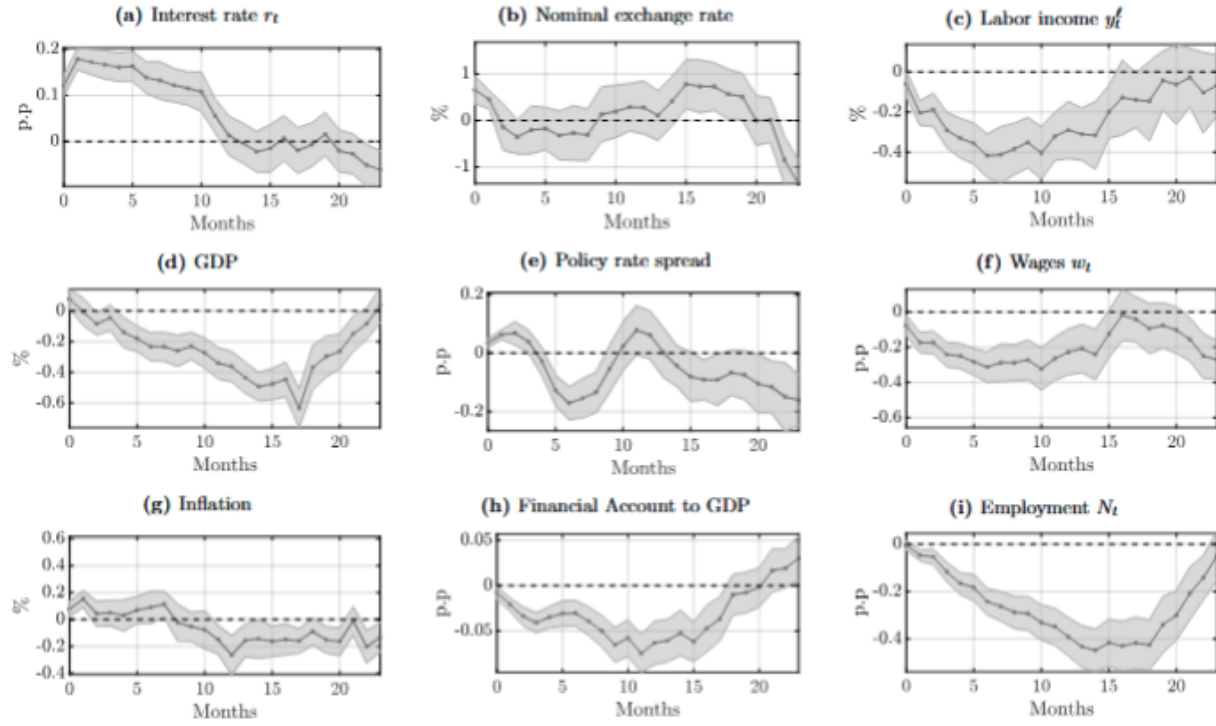 (a) Interest rate r_t
(b) Nominal exchange rate
(c) Labor income y_t^ℓ
0.2
0.1
0
p.p
0 5 10 15 20
Months
1
0
-1
%
0 5 10 15 20
Months
0
-0.2
-0.4
%
0 5 10 15 20
Months
(d) GDP
(e) Policy rate spread
(f) Wages w_t
0
-0.2
-0.4
-0.6
%
0 5 10 15 20
Months
0.2
0
-0.2
p.p
0 5 10 15 20
Months
0
-0.2
-0.4
-0.6
p.p
0 5 10 15 20
Months
(g) Inflation
(h) Financial Account to GDP
(i) Employment N_t
0.6
0.4
0.2
0
-0.2
-0.4
%
0 5 10 15 20
Months
0.05
0
-0.05
p.p
0 5 10 15 20
Months
0
-0.2
-0.4
p.p
0 5 10 15 20
Months